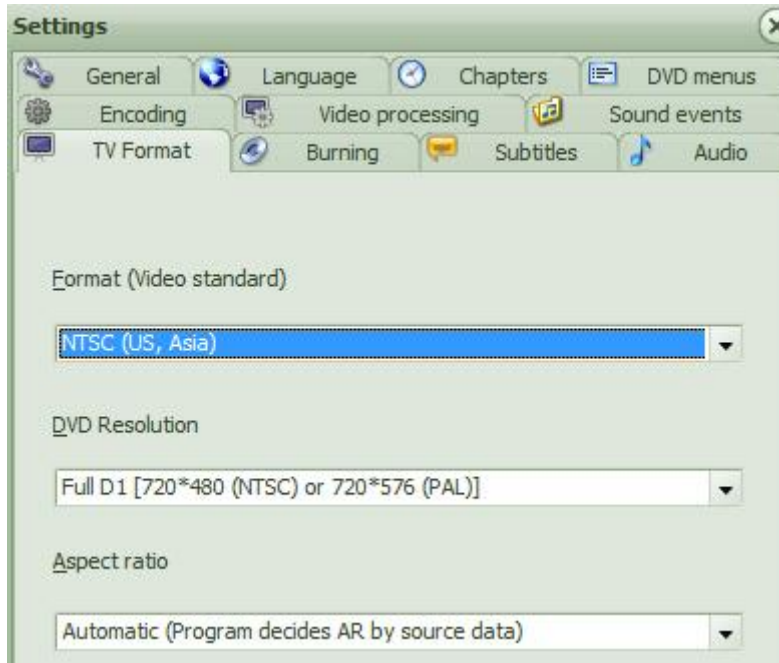 Settings
General Language Chapters DVD menus
Encoding Video processing Sound events
TV Format Burning Subtitles Audio
Format (Video standard)
NTSC (US, Asia)
DVD Resolution
Full D1 [720*480 (NTSC) or 720*576 (PAL)]
Aspect ratio
Automatic (Program decides AR by source data)